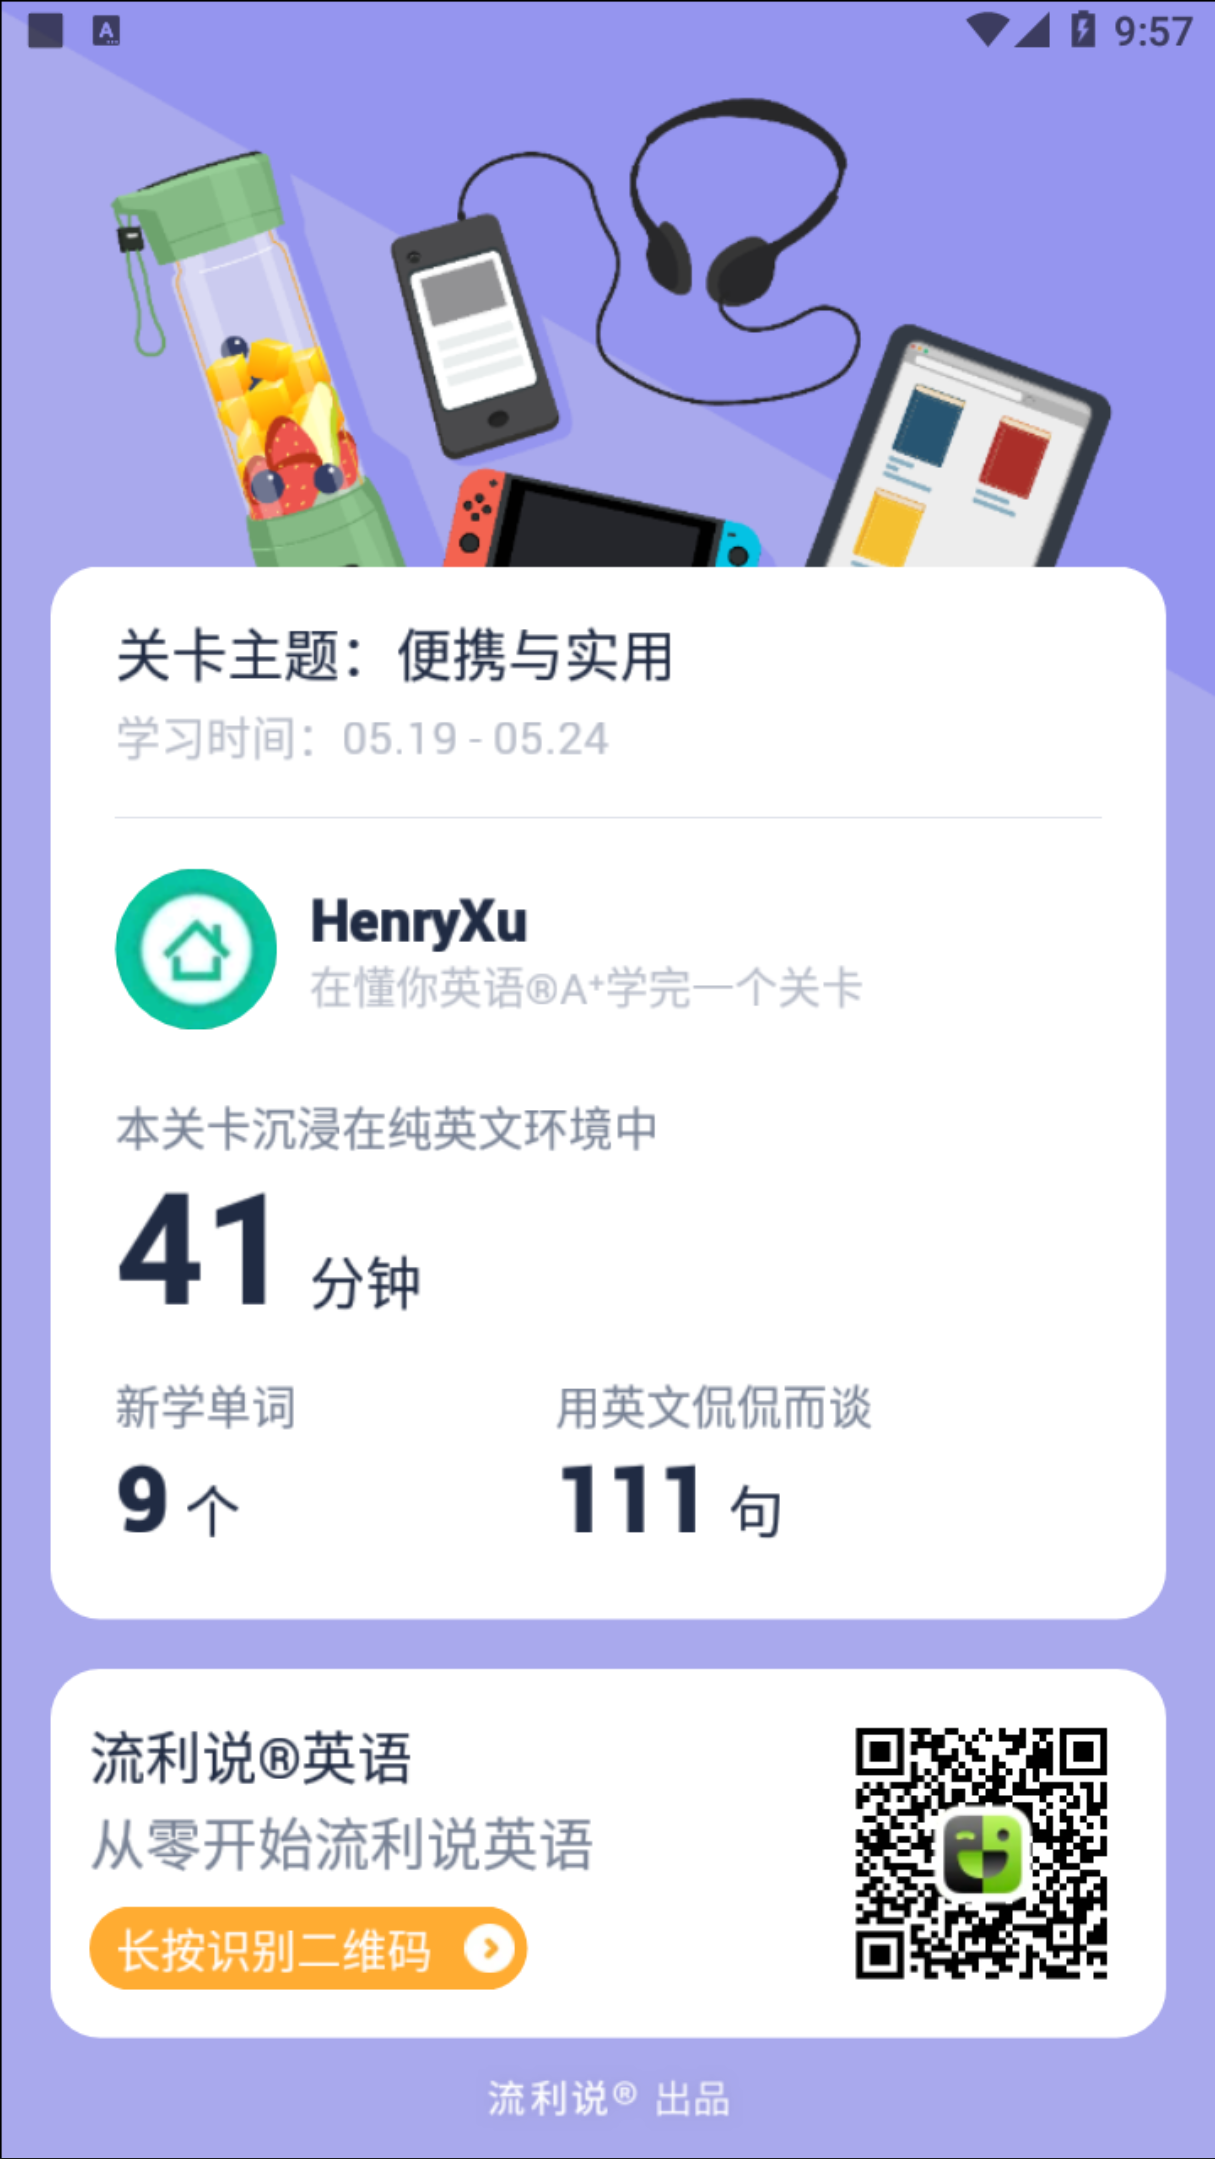 9:57
关卡主题：便携与实用
学习时间：05.19 - 05.24
HenryXu
在懂你英语®A⁺学完一个关卡
本关卡沉浸在纯英文环境中
41 分钟
新学单词
用英文侃侃而谈
9 个
111 句
流利说®英语
从零开始流利说英语
长按识别二维码
流利说® 出品